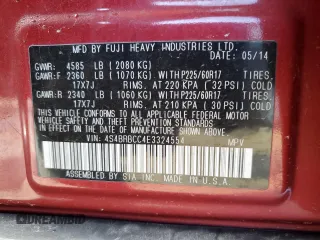 MFD BY FUJI HEAVY INDUSTRIES LTD. 05/14
GVWR: 4585 LB (2080 KG)
GAWR:F 2360 LB (1070 KG) WITH P225/60R17 TIRES,
17X7J RIMS, AT 220 KPA (32 PSI) COLD
GAWR:R 2340 LB (1060 KG) WITH P225/60R17 TIRES,
17X7J RIMS, AT 210 KPA (30 PSI) COLD
THIS VEHICLE CONFORMS TO ALL APPLICABLE
FEDERAL MOTOR VEHICLE SAFETY, BUMPER,
AND THEFT PREVENTION STANDARDS IN EFFECT ON
THE DATE OF MANUFACTURE SHOWN ABOVE.
VIN: 4S4BRBCC4E3324554 MPV
ASSEMBLED BY SIA INC. MADE IN U.S.A.